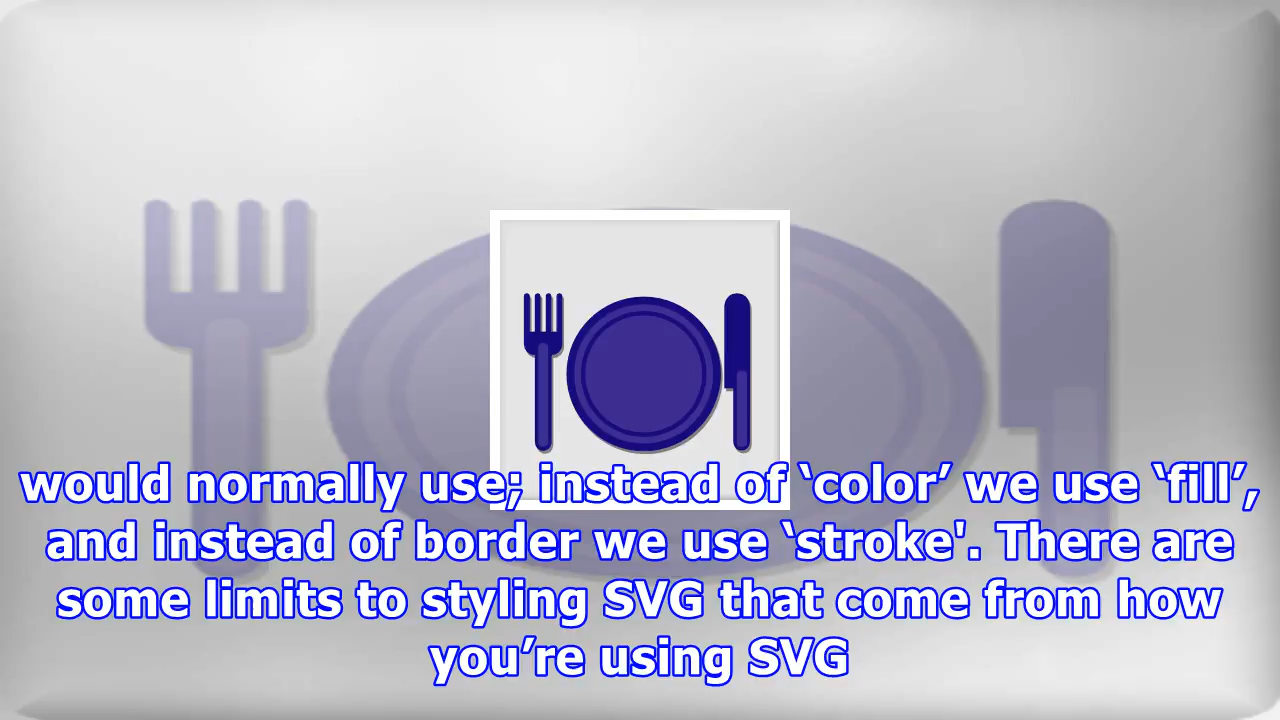 would normally use; instead of ‘color’ we use ‘fill’,
and instead of border we use ‘stroke'. There are
some limits to styling SVG that come from how
you’re using SVG